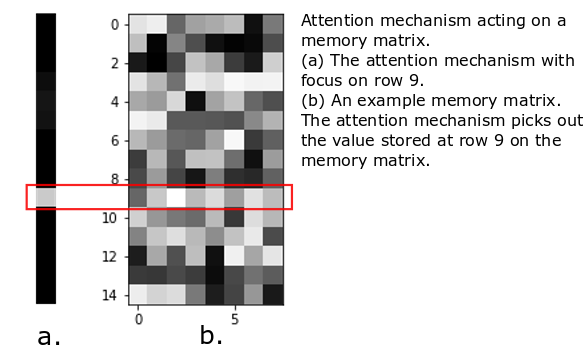 Attention mechanism acting on a
memory matrix.
(a) The attention mechanism with
focus on row 9.
(b) An example memory matrix.
The attention mechanism picks out
the value stored at row 9 on the
memory matrix.
0
2
4
6
8
10
12
14
0 5
a. b.